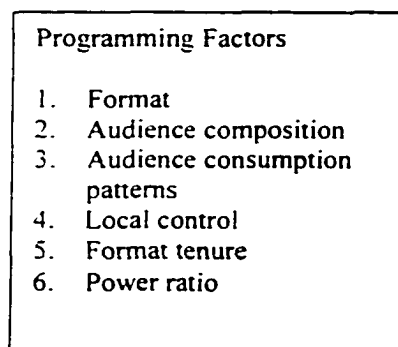 Programming Factors
1. Format
2. Audience composition
3. Audience consumption
patterns
4. Local control
5. Format tenure
6. Power ratio